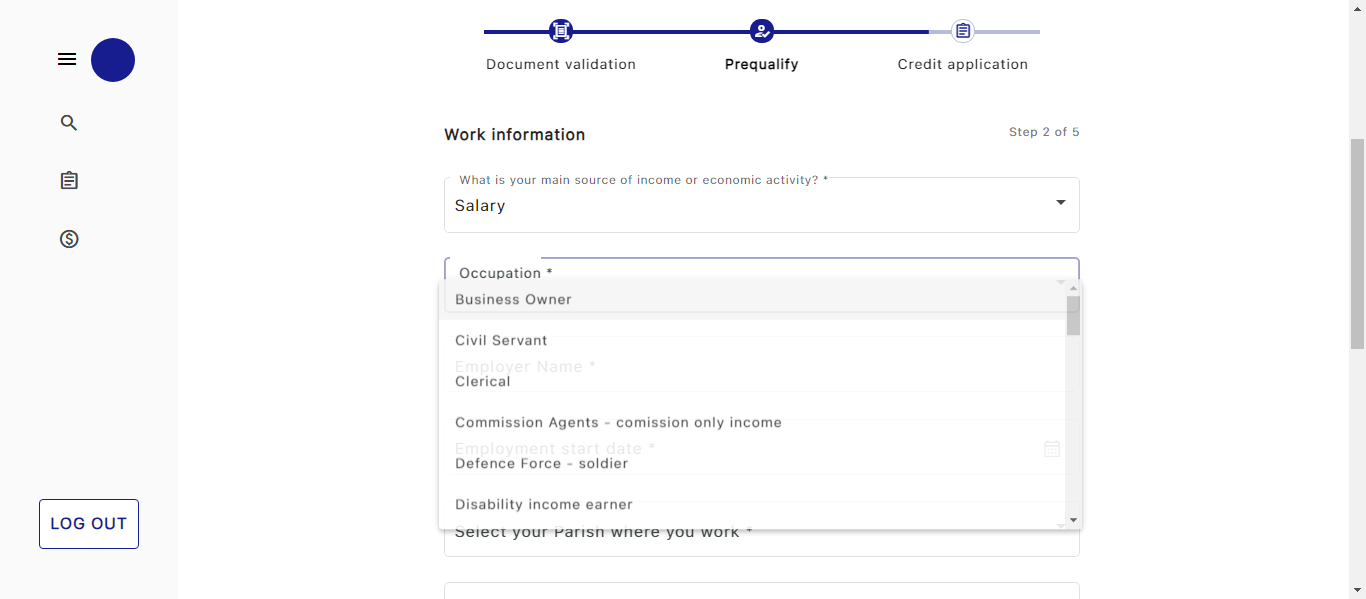 Document validation
Prequalify
Credit application
Work information
Step 2 of 5
What is your main source of income or economic activity? *
Salary
Occupation *
Business Owner
Civil Servant
Employer Name *
Clerical
Commission Agents - comission only income
Employment start date *
Defence Force - soldier
Disability income earner
Select your Parish where you work *
LOG OUT